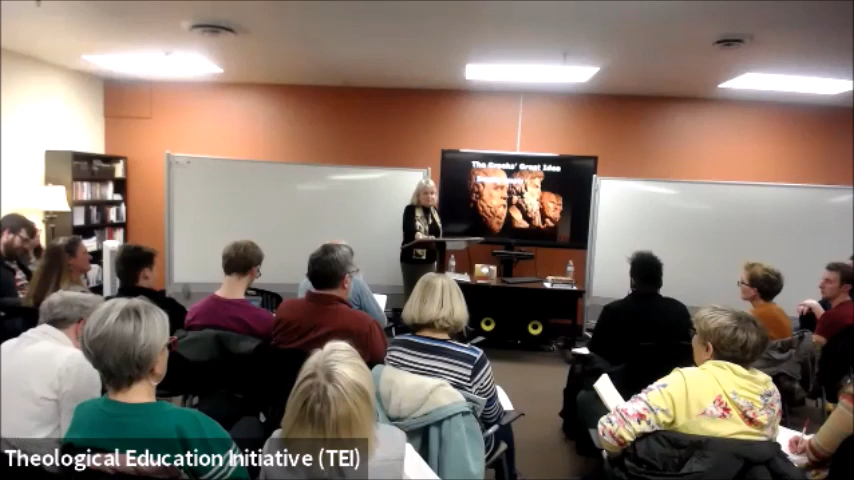 The Greeks' Great Idea
Theological Education Initiative (TEI)